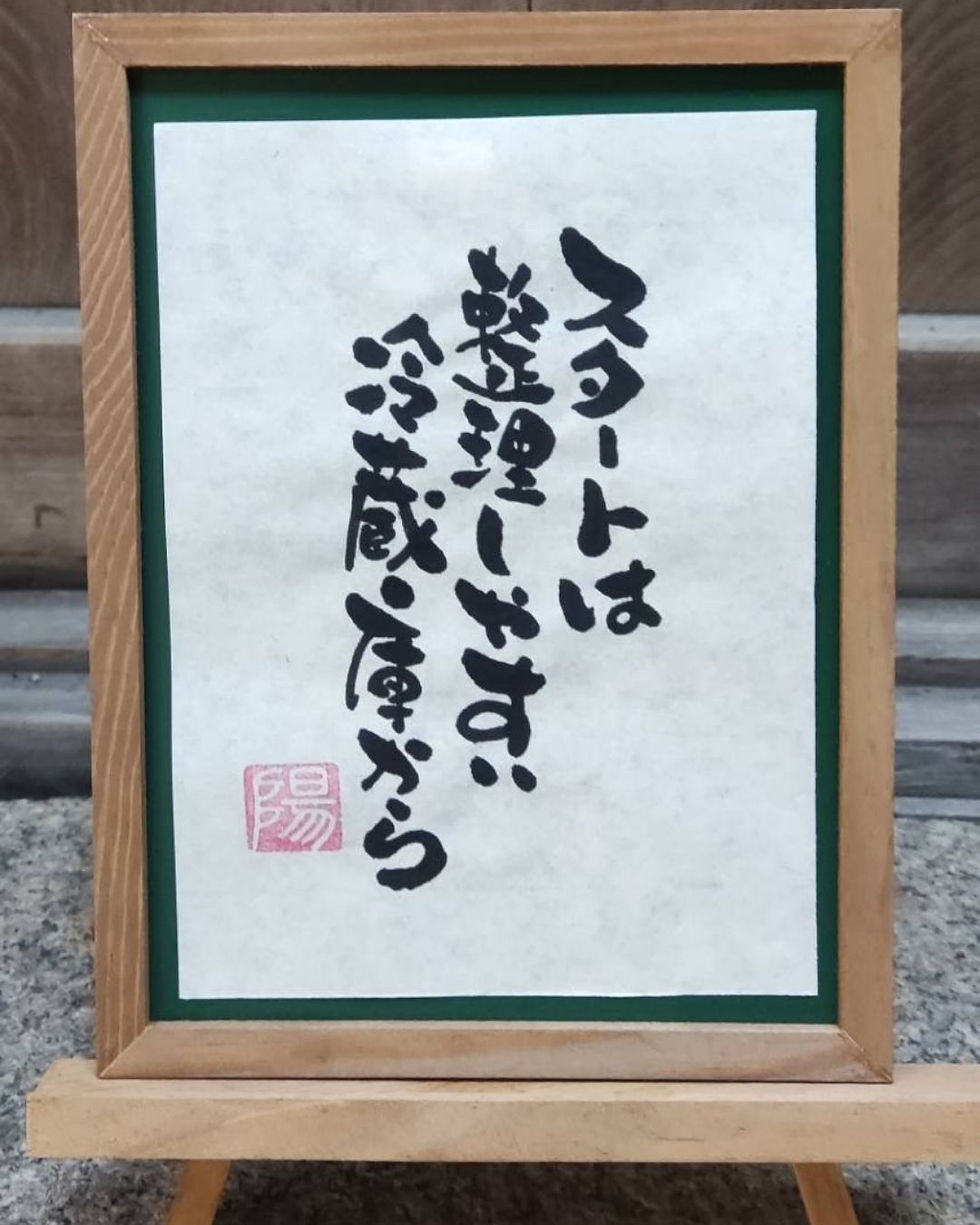 スタートは
整理しやすい
冷蔵庫から
陽